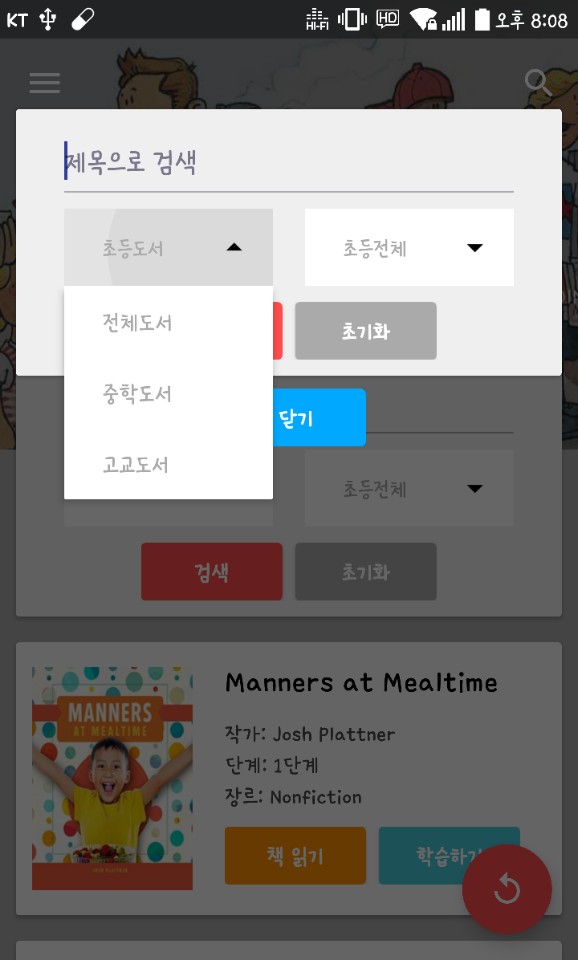 KT HI-FI HD 오후 8:08
제목으로 검색
초등도서 초등전체
전체도서
초기화
중학도서
닫기
고교도서
초등전체
검색 초기화
MANNERS
AT MEALTIME
Manners at Mealtime
작가: Josh Plattner
단계: 1단계
장르: Nonfiction
책 읽기 학습하기